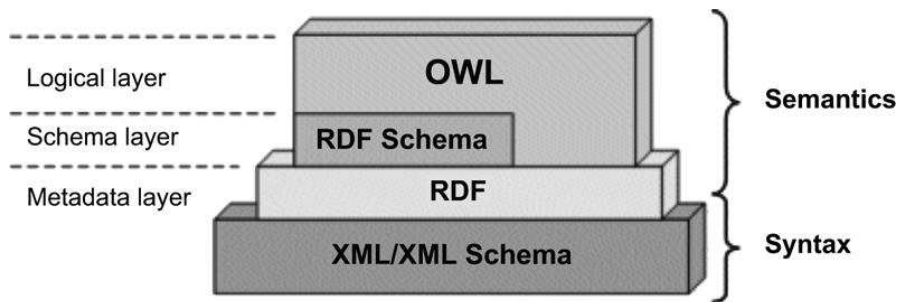 OWL
Logical layer
Semantics
Schema layer
RDF Schema
Metadata layer
RDF
Syntax
XML/XML Schema